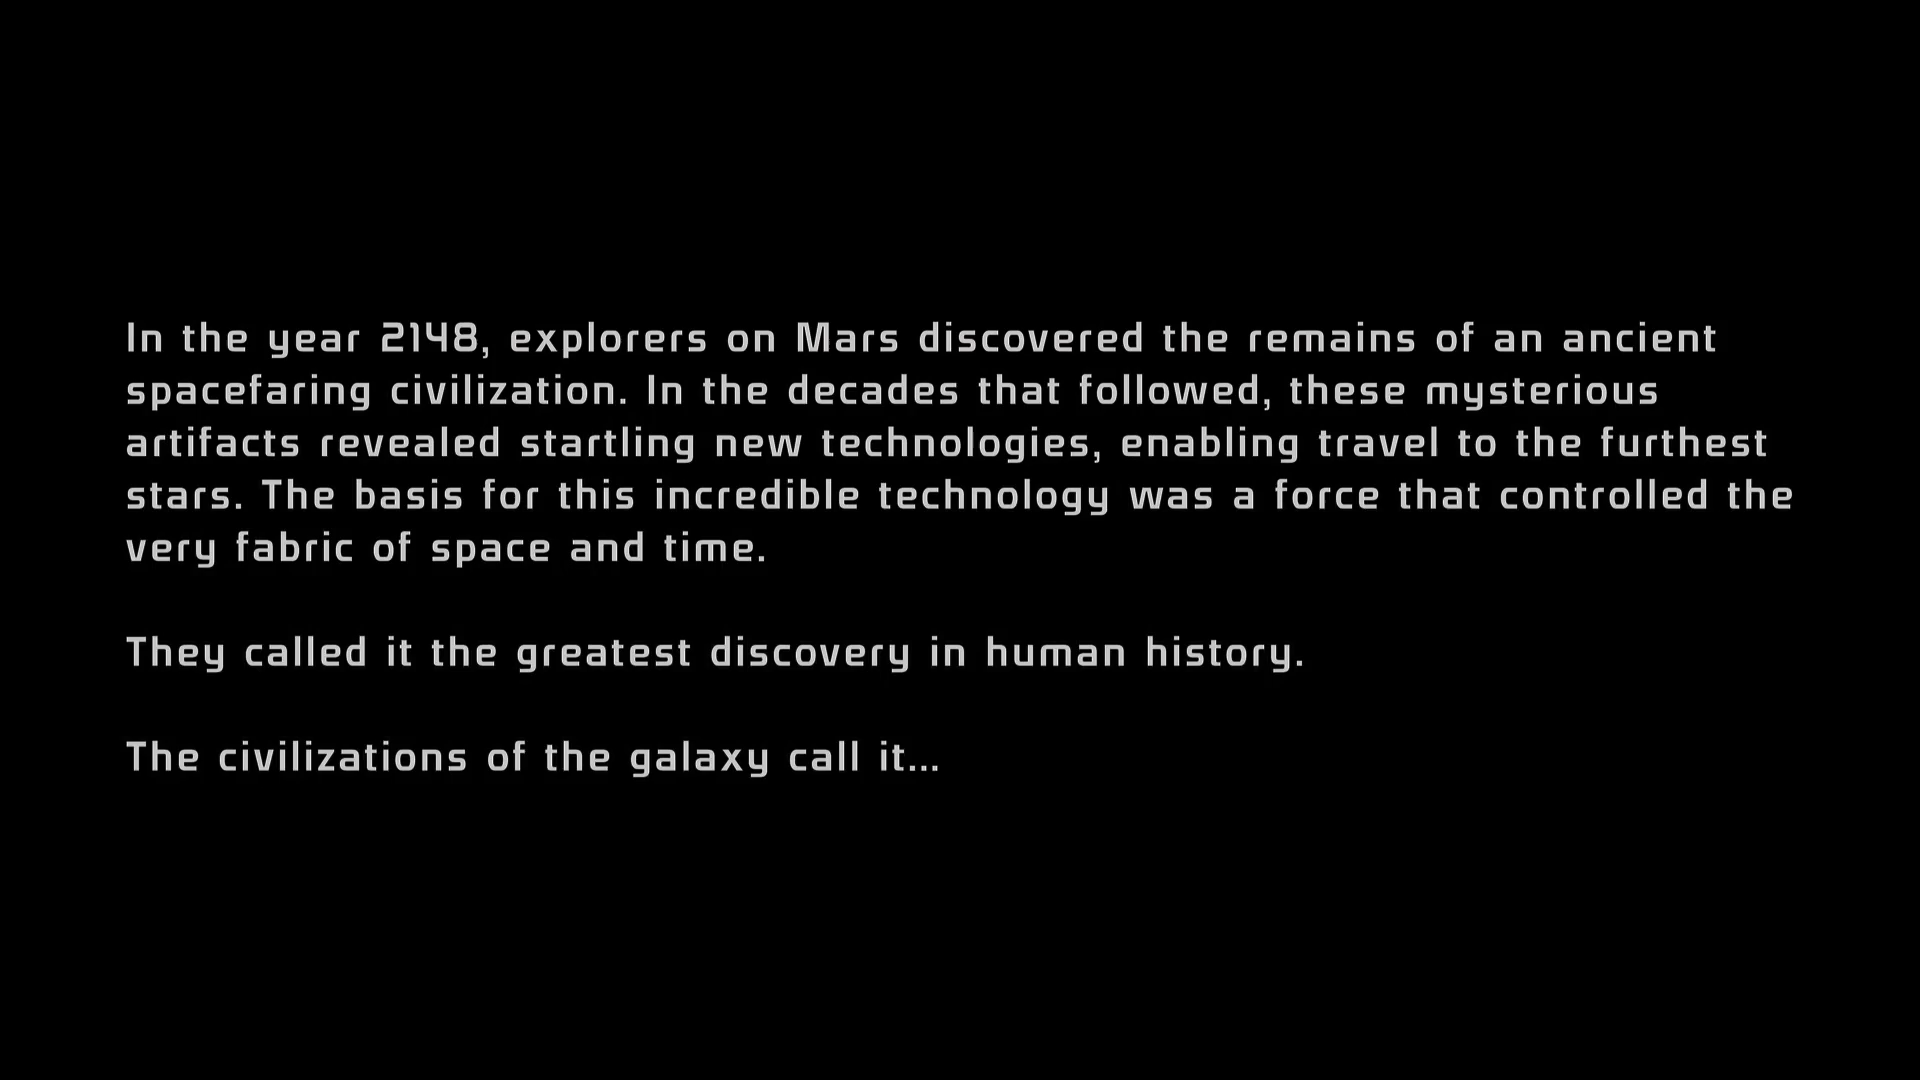 In the year 2148, explorers on Mars discovered the remains of an ancient
spacefaring civilization. In the decades that followed, these mysterious
artifacts revealed startling new technologies, enabling travel to the furthest
stars. The basis for this incredible technology was a force that controlled the
very fabric of space and time.
They called it the greatest discovery in human history.
The civilizations of the galaxy call it...